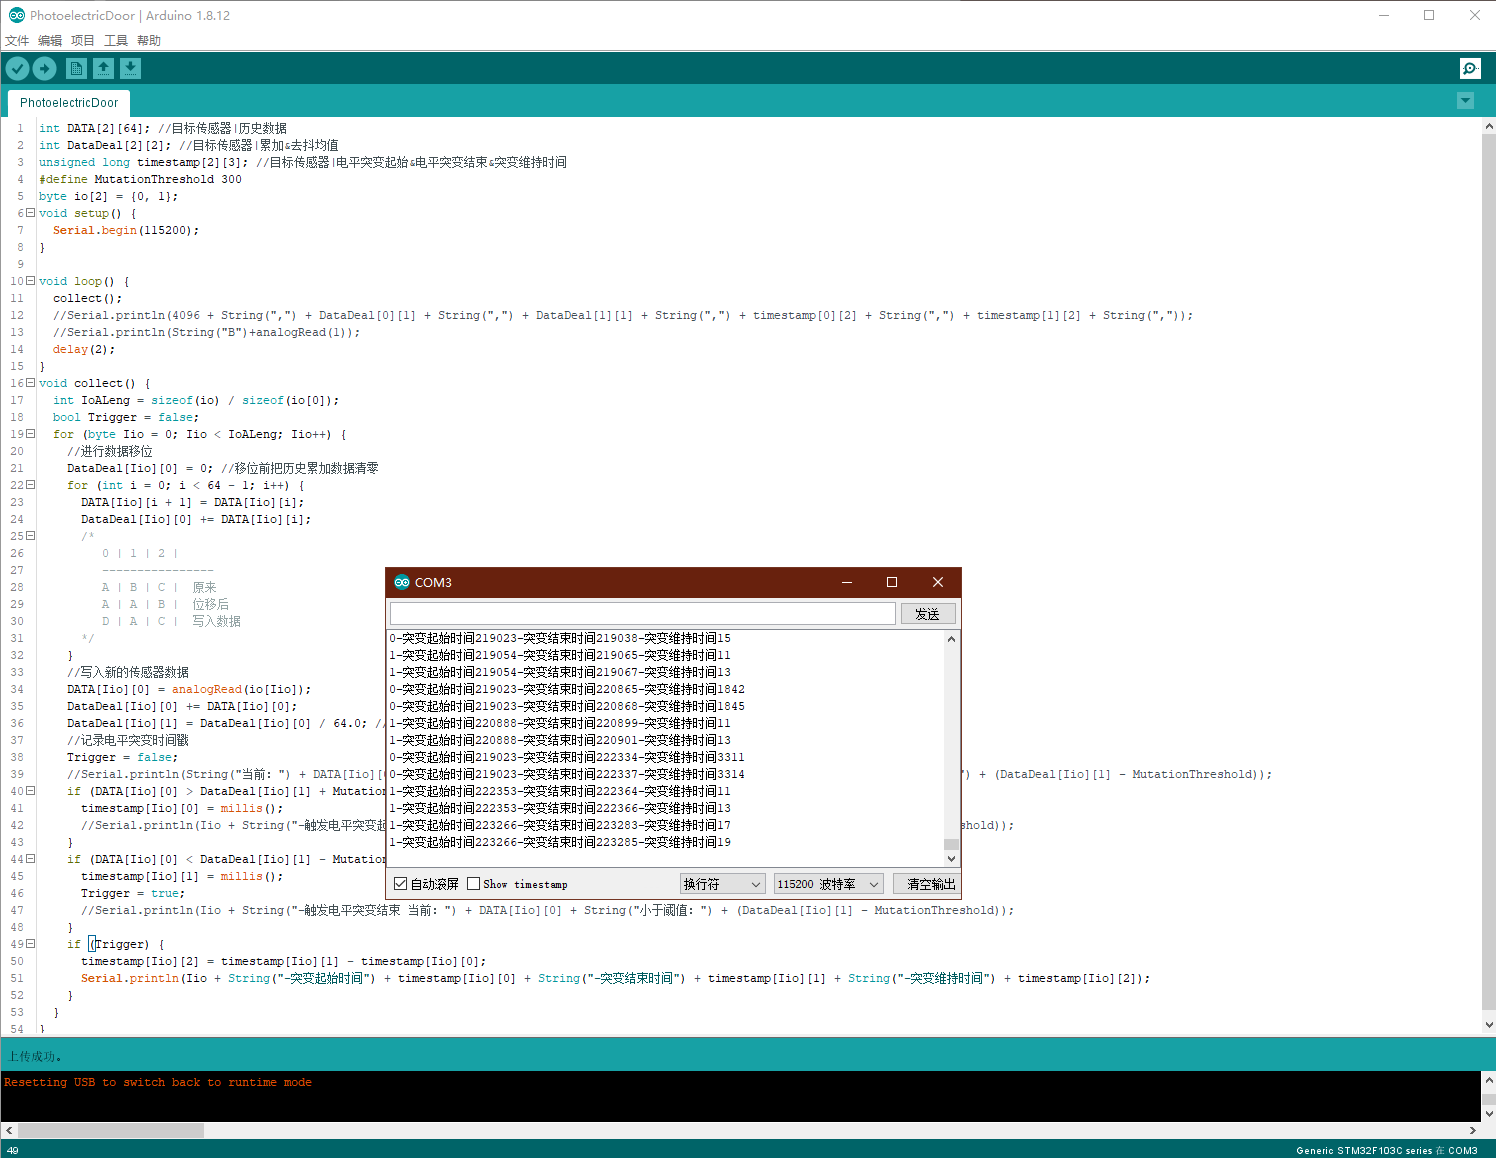 PhotoelectricDoor | Arduino 1.8.12
文件 编辑 项目 工具 帮助
PhotoelectricDoor
1 int DATA[2][64]; //目标传感器|历史数据
2 int DataDeal[2][2]; //目标传感器|累加&去抖均值
3 unsigned long timestamp[2][3]; //目标传感器|电平突变起始&电平突变结束&突变维持时间
4 #define MutationThreshold 300
5 byte io[2] = {0, 1};
6 void setup() {
7 Serial.begin(115200);
8 }
9
10 void loop() {
11 collect();
12 //Serial.println(4096 + String(",") + DataDeal[0][1] + String(",") + DataDeal[1][1] + String(",") + timestamp[0][2] + String(",") + timestamp[1][2] + String(","));
13 //Serial.println(String("B")+analogRead(1));
14 delay(2);
15 }
16 void collect() {
17 int IoALeng = sizeof(io) / sizeof(io[0]);
18 bool Trigger = false;
19 for (byte Iio = 0; Iio < IoALeng; Iio++) {
20 //进行数据移位
21 DataDeal[Iio][0] = 0; //移位前把历史累加数据清零
22 for (int i = 0; i < 64 - 1; i++) {
23 DATA[Iio][i + 1] = DATA[Iio][i];
24 DataDeal[Iio][0] += DATA[Iio][i];
25 /*
26 0 | 1 | 2 |
27 ----------------
28 A | B | C | 原来
29 A | A | B | 位移后
30 D | A | C | 写入数据
31 */
32 }
33 //写入新的传感器数据
34 DATA[Iio][0] = analogRead(io[Iio]);
35 DataDeal[Iio][0] += DATA[Iio][0];
36 DataDeal[Iio][1] = DataDeal[Iio][0] / 64.0; /
37 //记录电平突变时间戳
38 Trigger = false;
39 //Serial.println(String("当前: ") + DATA[Iio][ ") + (DataDeal[Iio][1] - MutationThreshold));
40 if (DATA[Iio][0] > DataDeal[Iio][1] + Mutation
41 timestamp[Iio][0] = millis();
42 //Serial.println(Iio + String("-触发电平突变起 shold));
43 }
44 if (DATA[Iio][0] < DataDeal[Iio][1] - Mutation
45 timestamp[Iio][1] = millis();
46 Trigger = true;
47 //Serial.println(Iio + String("-触发电平突变结束 当前: ") + DATA[Iio][0] + String("小于阈值: ") + (DataDeal[Iio][1] - MutationThreshold));
48 }
49 if (Trigger) {
50 timestamp[Iio][2] = timestamp[Iio][1] - timestamp[Iio][0];
51 Serial.println(Iio + String("-突变起始时间") + timestamp[Iio][0] + String("-突变结束时间") + timestamp[Iio][1] + String("-突变维持时间") + timestamp[Iio][2]);
52 }
53 }
54 }
COM3
发送
0-突变起始时间219023-突变结束时间219038-突变维持时间15
1-突变起始时间219054-突变结束时间219065-突变维持时间11
1-突变起始时间219054-突变结束时间219067-突变维持时间13
0-突变起始时间219023-突变结束时间220865-突变维持时间1842
0-突变起始时间219023-突变结束时间220868-突变维持时间1845
1-突变起始时间220888-突变结束时间220899-突变维持时间11
1-突变起始时间220888-突变结束时间220901-突变维持时间13
0-突变起始时间219023-突变结束时间222334-突变维持时间3311
0-突变起始时间219023-突变结束时间222337-突变维持时间3314
1-突变起始时间222353-突变结束时间222364-突变维持时间11
1-突变起始时间222353-突变结束时间222366-突变维持时间13
1-突变起始时间223266-突变结束时间223283-突变维持时间17
1-突变起始时间223266-突变结束时间223285-突变维持时间19
自动滚屏 Show timestamp 换行符 115200 波特率 清空输出
上传成功。
Resetting USB to switch back to runtime mode
49 Generic STM32F103C series 在 COM3